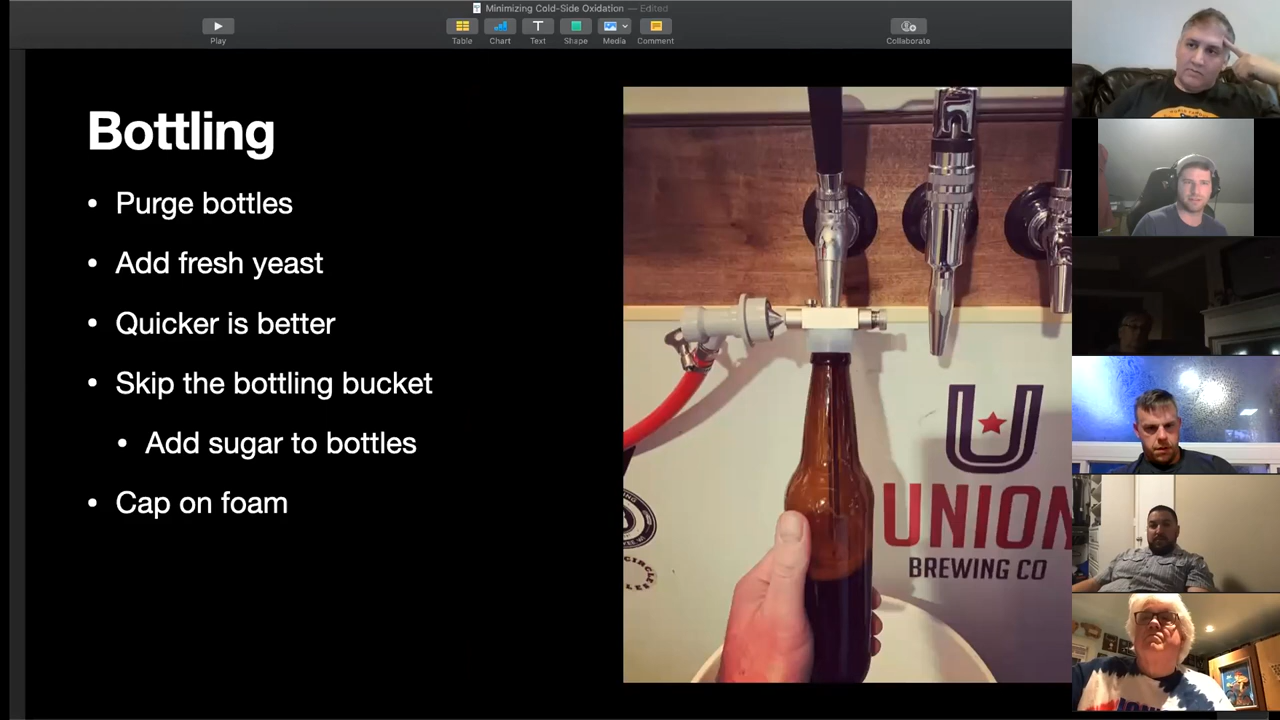 Minimizing Cold-Side Oxidation — Edited
Play
Table
Chart
Text
Shape
Media
Comment
Collaborate
Bottling
• Purge bottles
• Add fresh yeast
• Quicker is better
• Skip the bottling bucket
• Add sugar to bottles
• Cap on foam
U
UNION
BREWING CO
CIRCLE